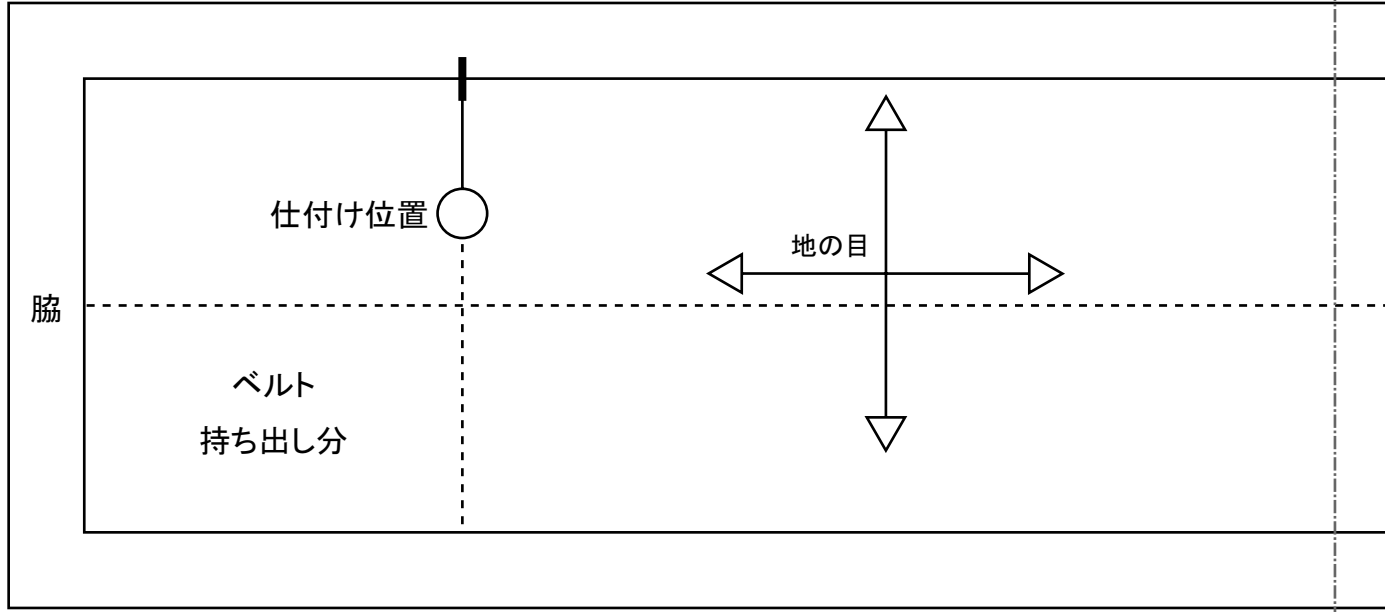 仕付け位置
地の目
脇
ベルト
持ち出し分